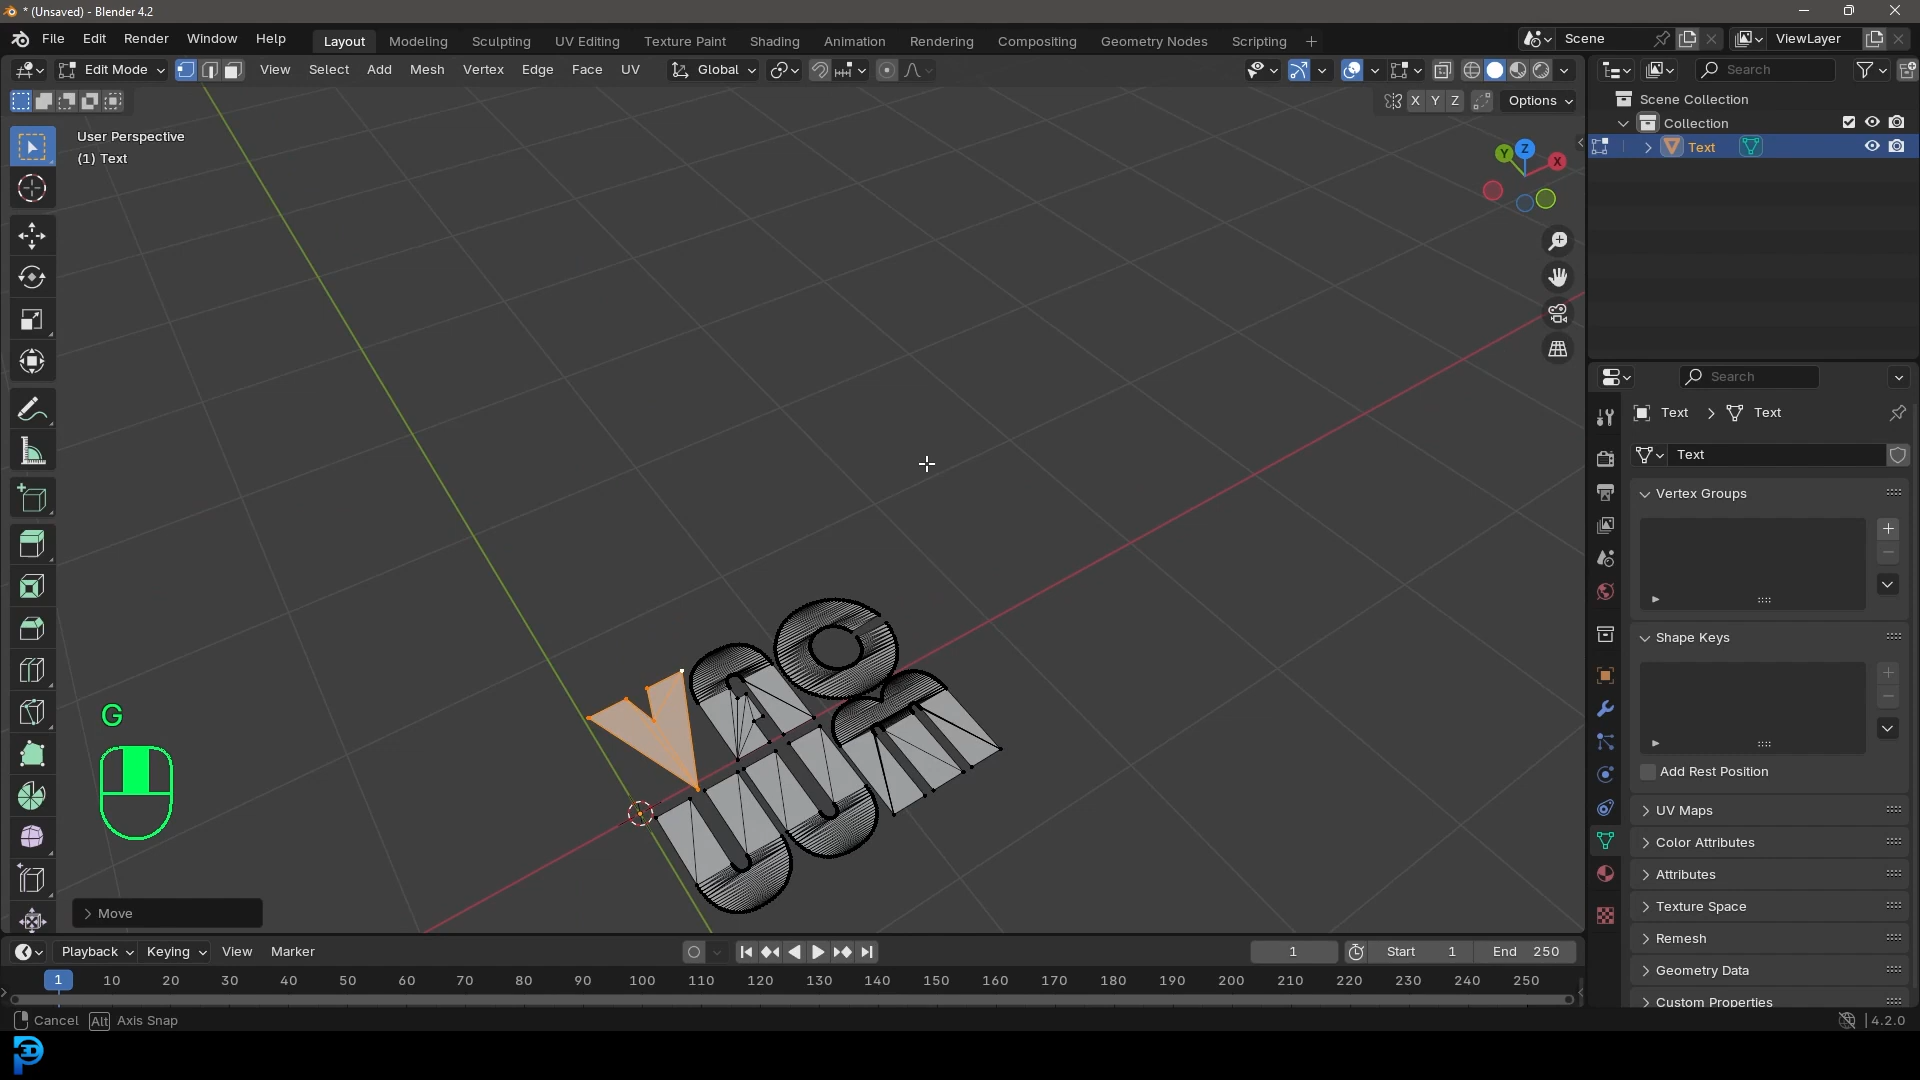 * (Unsaved) - Blender 4.2
File Edit Render Window Help
Layout Modeling Sculpting UV Editing Texture Paint Shading Animation Rendering Compositing Geometry Nodes Scripting +
Scene ViewLayer
Edit Mode View Select Add Mesh Vertex Edge Face UV Global
Search
X Y Z Options
Scene Collection
Collection
Text
User Perspective
(1) Text
Z
Y
X
Search
Text > Text
Text
Vertex Groups
Shape Keys
Add Rest Position
UV Maps
Color Attributes
Attributes
Texture Space
Remesh
Geometry Data
Custom Properties
G
Move
Playback Keying View Marker
1 Start 1 End 250
1 10 20 30 40 50 60 70 80 90 100 110 120 130 140 150 160 170 180 190 200 210 220 230 240 250
Cancel Alt Axis Snap
4.2.0